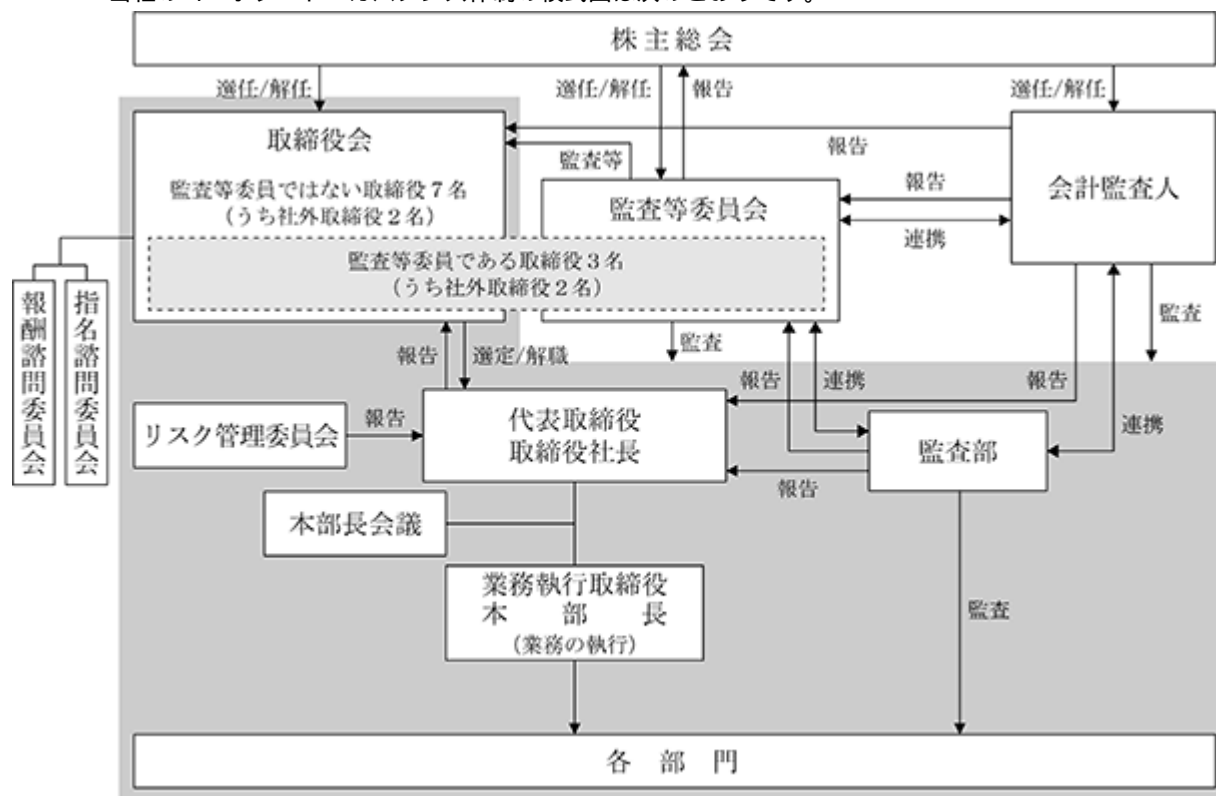 株主総会
選任/解任
選任/解任
報告
選任/解任
取締役会
監査等委員ではない取締役7名
(うち社外取締役2名)
監査等
監査等委員会
報告
報告
連携
会計監査人
監査等委員である取締役3名
(うち社外取締役2名)
報酬諮問委員会
指名諮問委員会
報告
選定/解職
監査
監査
報告
連携
報告
連携
リスク管理委員会
報告
代表取締役
取締役社長
監査部
報告
本部長会議
業務執行取締役
本部長
(業務の執行)
監査
各部門